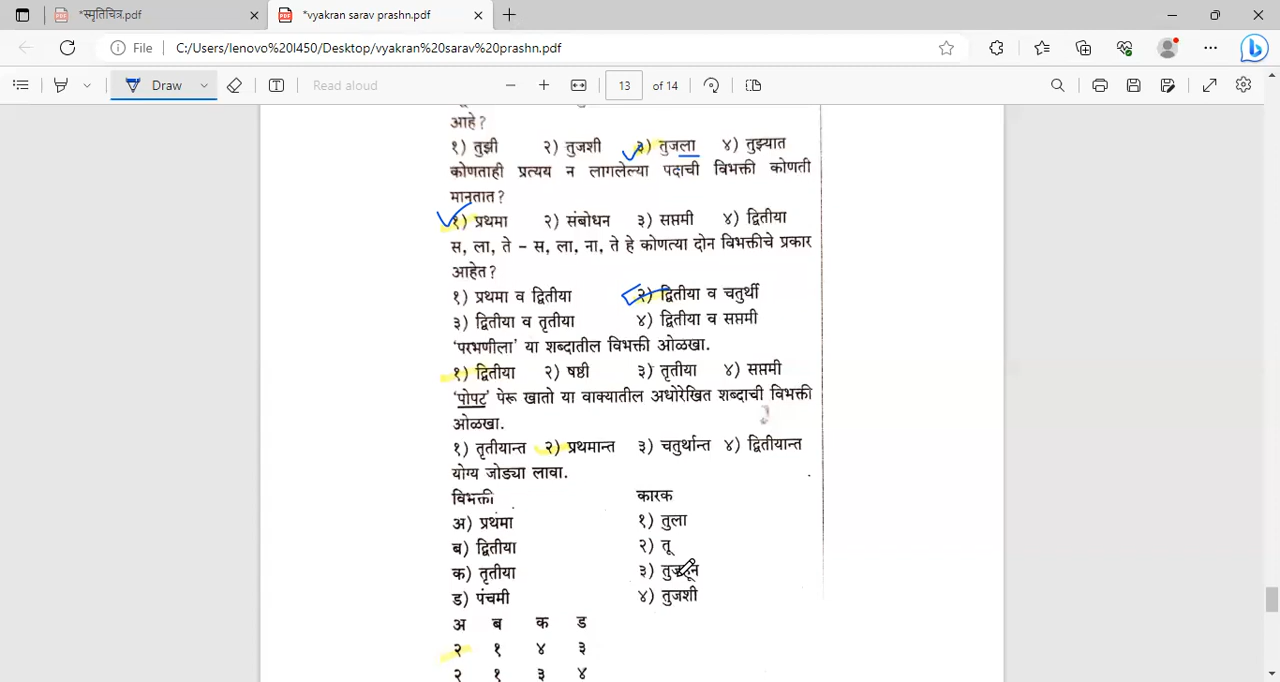 *स्मृतिचित्र.pdf
*vyakran sarav prashn.pdf
File C:/Users/lenovo%20l450/Desktop/vyakran%20sarav%20prashn.pdf
Draw Read aloud 13 of 14
आहे?
१) तुझी २) तुजशी ३) तुजला ४) तुझ्यात
कोणताही प्रत्यय न लागलेल्या पदाची विभक्ती कोणती
मानतात?
१) प्रथमा २) संबोधन ३) सप्तमी ४) द्वितीया
स, ला, ते – स, ला, ना, ते हे कोणत्या दोन विभक्तीचे प्रकार
आहेत?
१) प्रथमा व द्वितीया २) द्वितीया व चतुर्थी
३) द्वितीया व तृतीया ४) द्वितीया व सप्तमी
‘परभणीला’ या शब्दातील विभक्ती ओळखा.
१) द्वितीया २) षष्ठी ३) तृतीया ४) सप्तमी
‘पोपट’ पेरू खातो या वाक्यातील अधोरेखित शब्दाची विभक्ती
ओळखा.
१) तृतीयान्त २) प्रथमान्त ३) चतुर्थान्त ४) द्वितीयान्त
योग्य जोड्या लावा.
विभक्ती कारक
अ) प्रथमा १) तुला
ब) द्वितीया २) तू
क) तृतीया ३)
ड) पंचमी ४) तुजशी
अ ब क ड
२ १ ४ ३
२ १ ३ ४